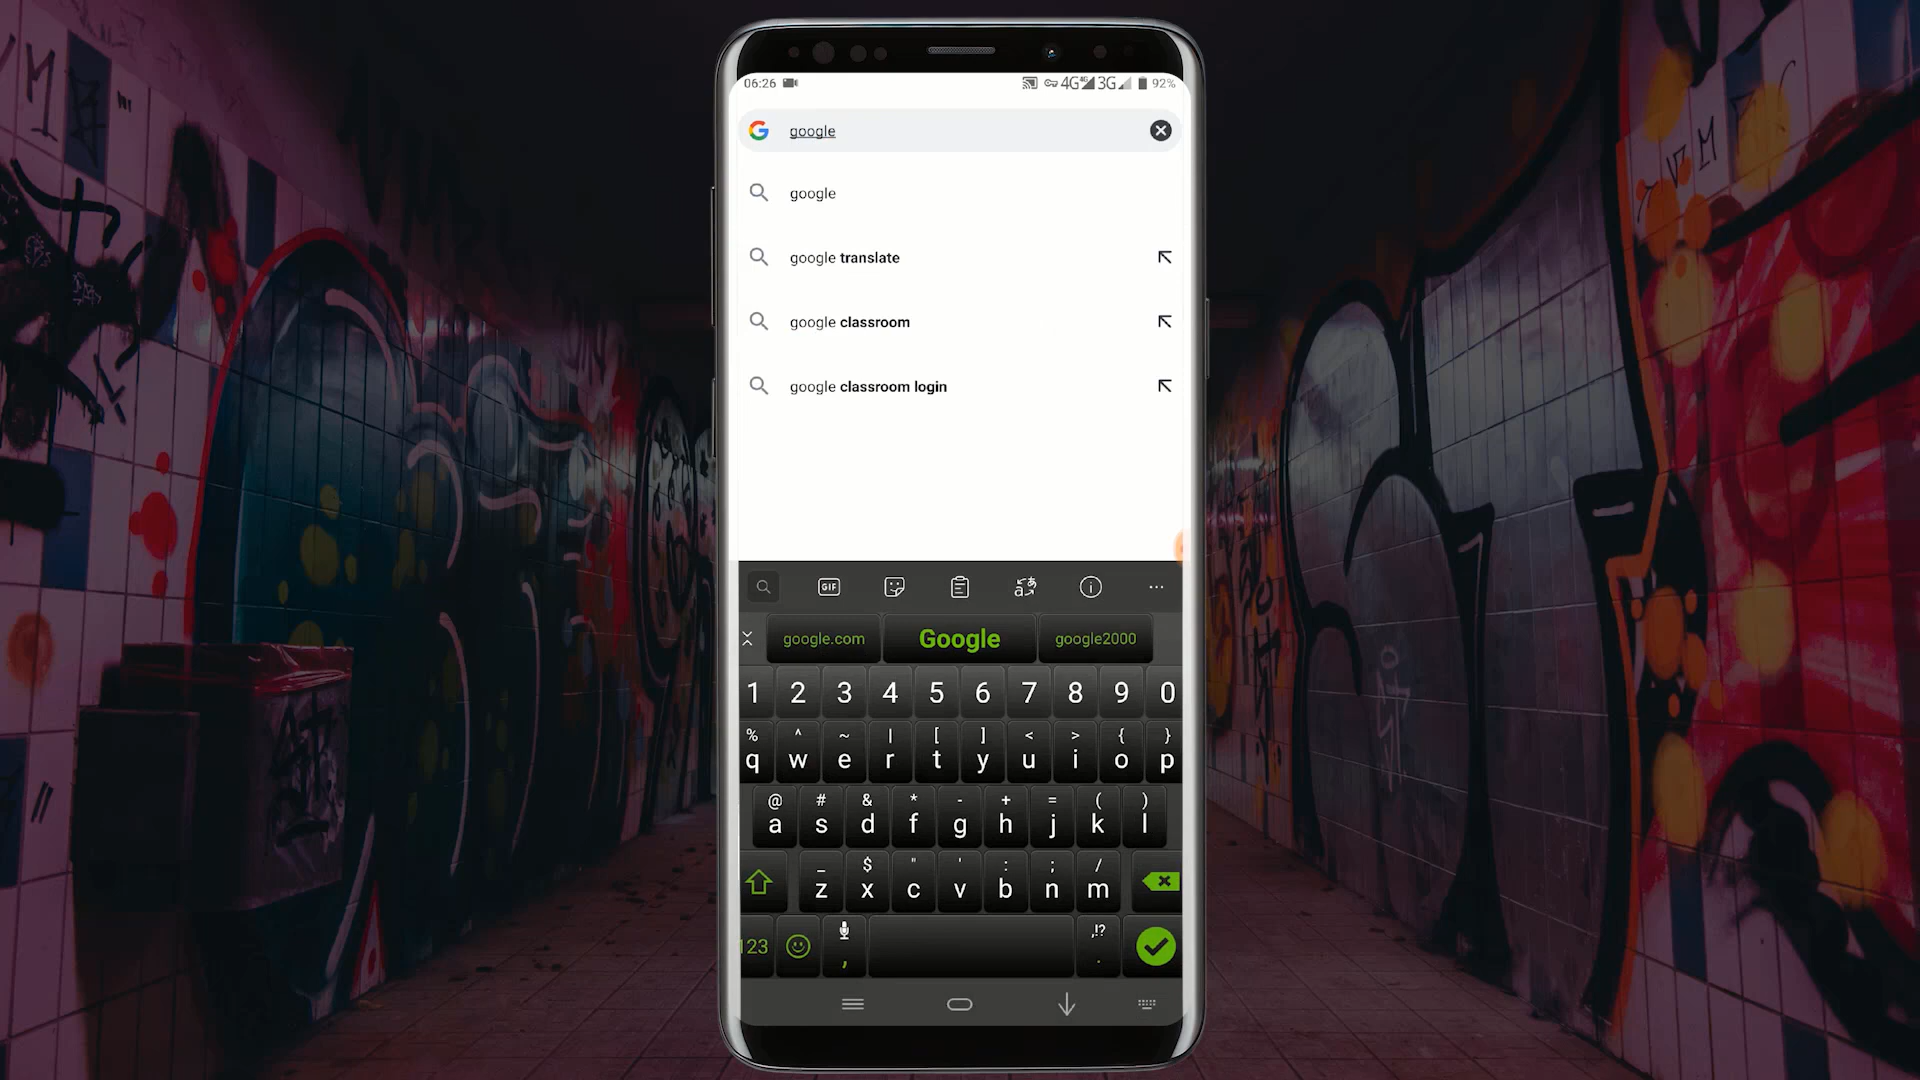 06:26 4G 4G 3G 92%
google
google
google translate
google classroom
google classroom login
GIF
google.com Google google2000
1 2 3 4 5 6 7 8 9 0
% ^ ~ | [ ] < > { }
q w e r t y u i o p
@ # & * - + = ( )
a s d f g h j k l
_ $ " ' : ; /
z x c v b n m
,!?
123 , .